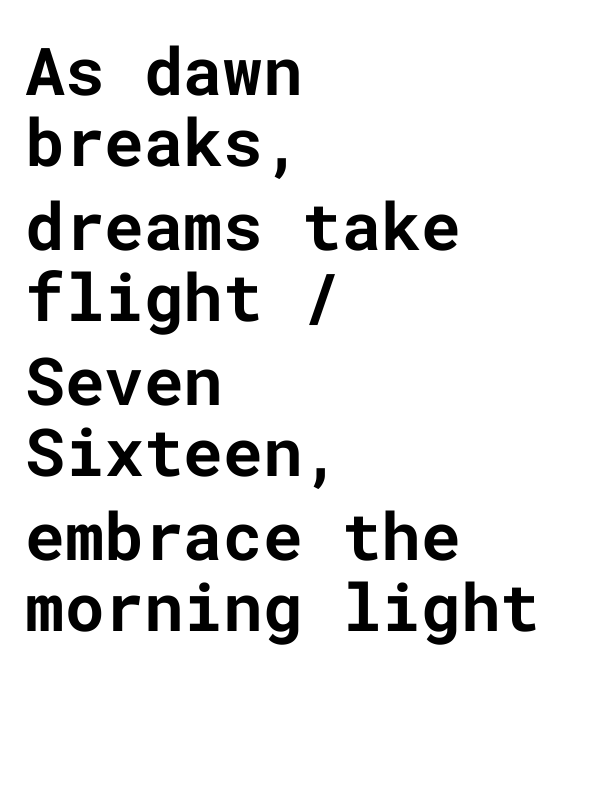 As dawn
breaks,
dreams take
flight /
Seven
Sixteen,
embrace the
morning light